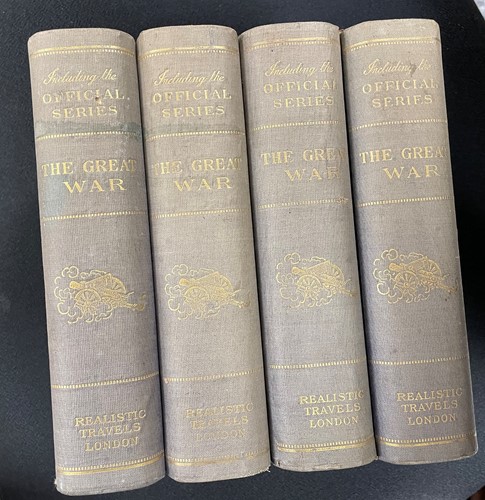 Including the
OFFICIAL
SERIES
THE GREAT
WAR
REALISTIC
TRAVELS
LONDON
Including the
OFFICIAL
SERIES
THE GREAT
WAR
REALISTIC
TRAVELS
LONDON
Including the
OFFICIAL
SERIES
THE GREAT
WAR
REALISTIC
TRAVELS
LONDON
Including the
OFFICIAL
SERIES
THE GREAT
WAR
REALISTIC
TRAVELS
LONDON